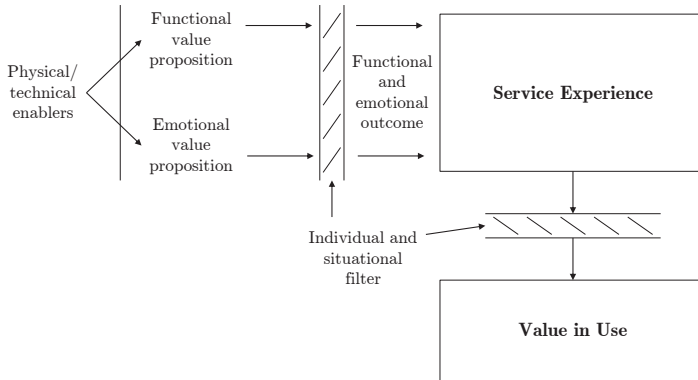 Physical/
technical
enablers
Functional
value
proposition
Emotional
value
proposition
Functional
and
emotional
outcome
Service Experience
Individual and
situational
filter
Value in Use